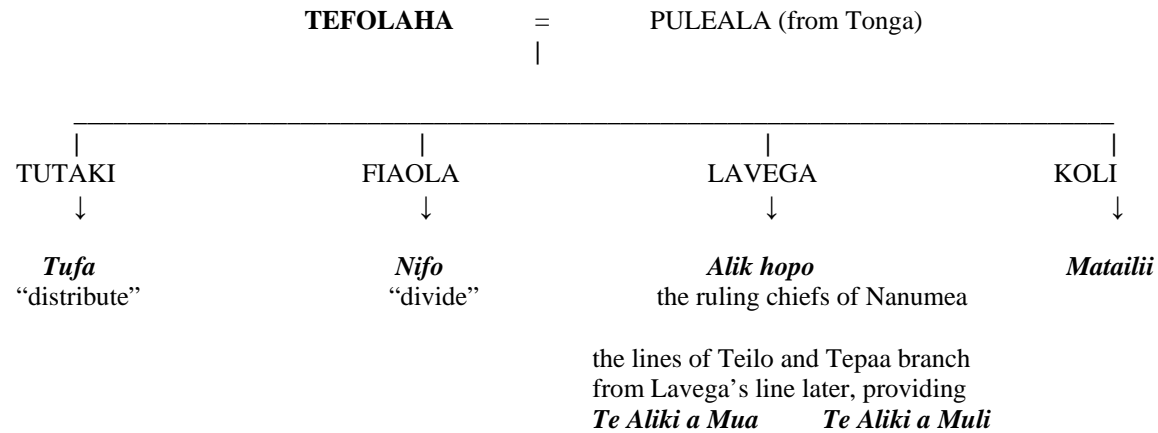 TEFOLAHA = PULEALA (from Tonga)
|
| | | |
TUTAKI FIAOLA LAVEGA KOLI
↓ ↓ ↓ ↓
Tufa Nifo Alik hopo Matailii
“distribute” “divide” the ruling chiefs of Nanumea
the lines of Teilo and Tepaa branch
from Lavega’s line later, providing
Te Aliki a Mua Te Aliki a Muli